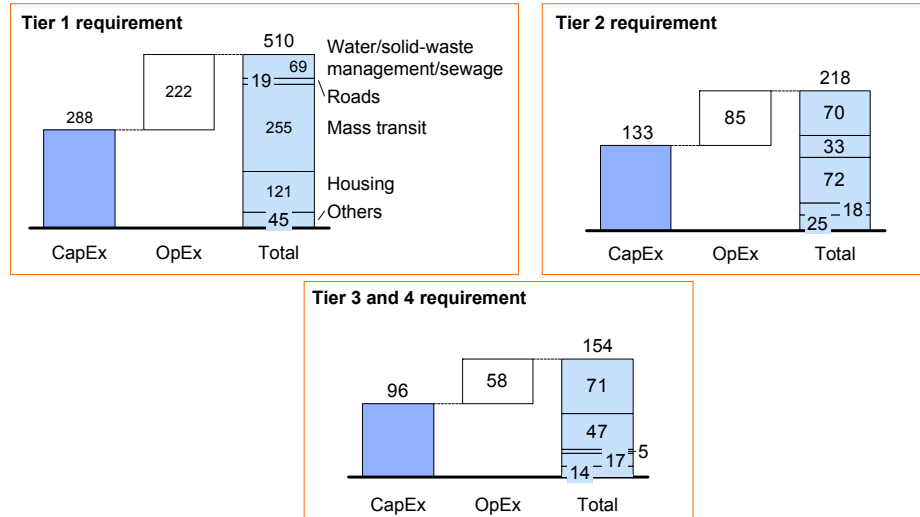 Tier 1 requirement
510
Water/solid-waste
management/sewage
69
19
Roads
222
288
255
Mass transit
121
Housing
45
Others
CapEx OpEx Total
Tier 2 requirement
218
70
85
133
33
72
18
25
CapEx OpEx Total
Tier 3 and 4 requirement
154
71
58
96
47
5
17
14
CapEx OpEx Total